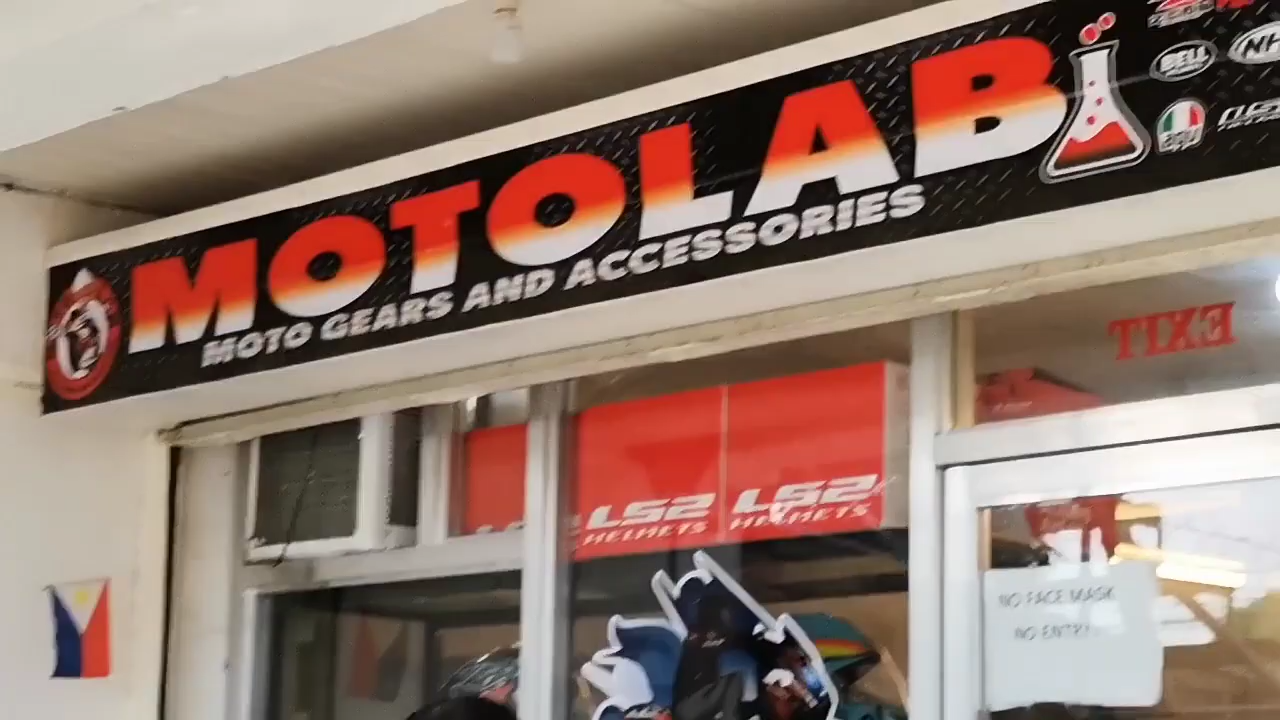 MOTOLAB
MOTO GEARS AND ACCESSORIES
BELL
EXIT
LS2 LS2
HELMETS HELMETS
NO FACE MASK
NO ENTRY